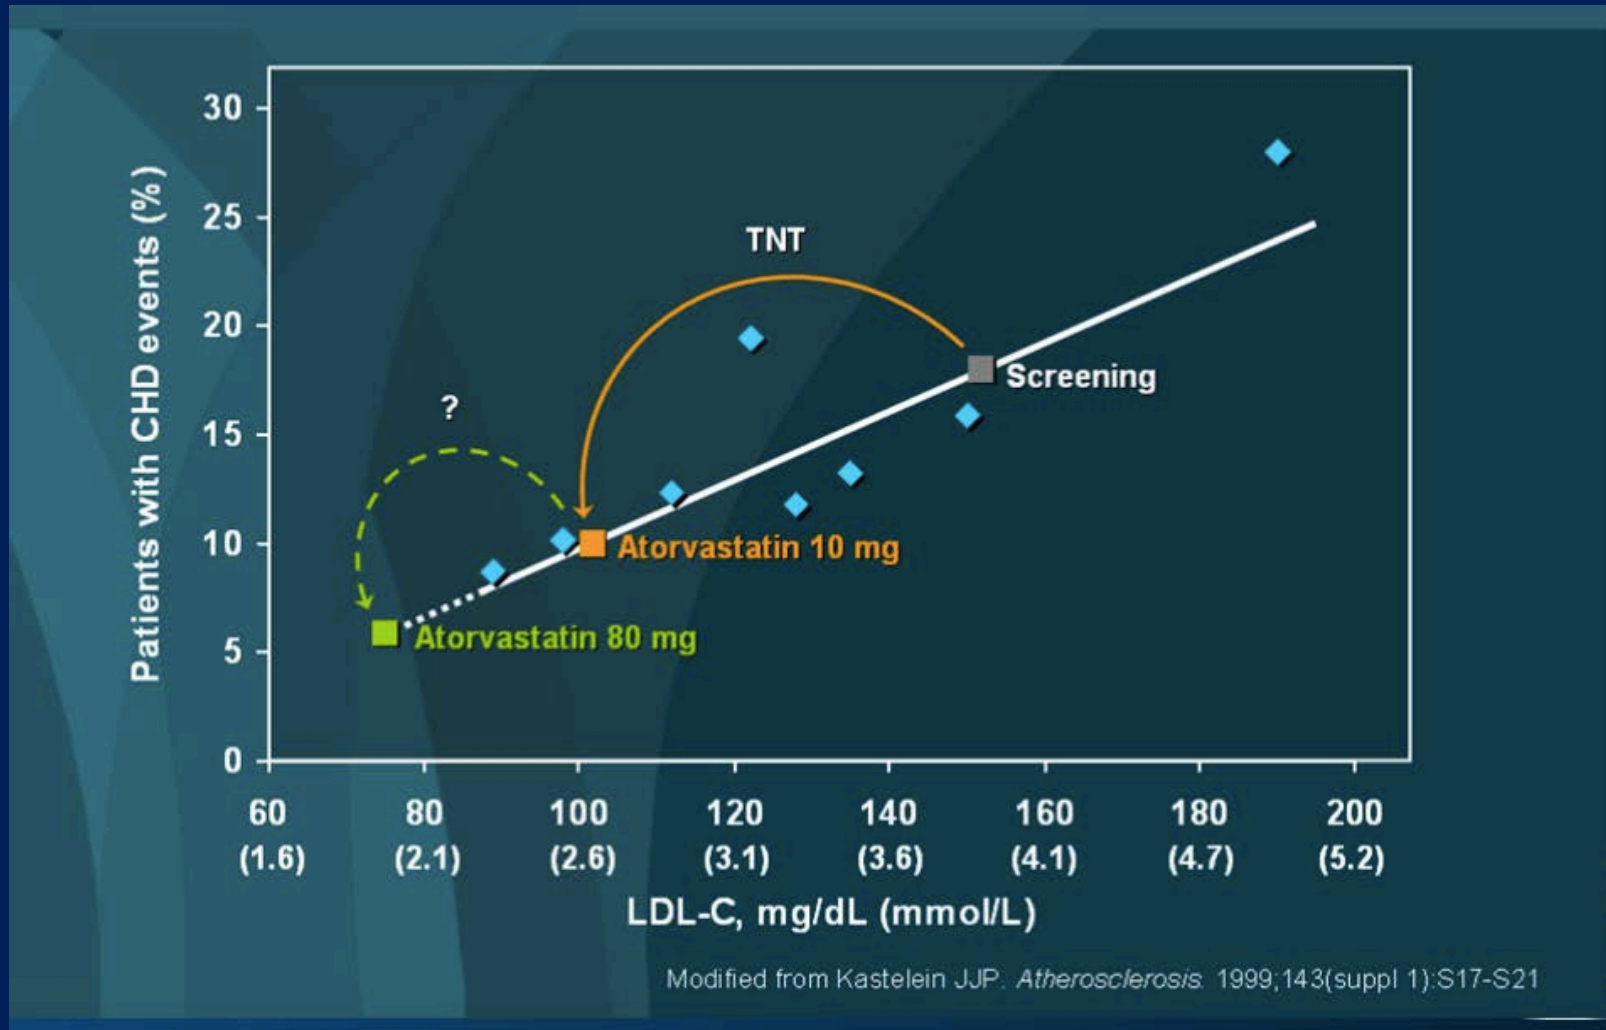 Patients with CHD events (%)
30
25
20
15
10
5
0
TNT
?
Screening
Atorvastatin 10 mg
Atorvastatin 80 mg
60 80 100 120 140 160 180 200
(1.6) (2.1) (2.6) (3.1) (3.6) (4.1) (4.7) (5.2)
LDL-C, mg/dL (mmol/L)
Modified from Kastelein JJP. Atherosclerosis. 1999;143(suppl 1):S17-S21